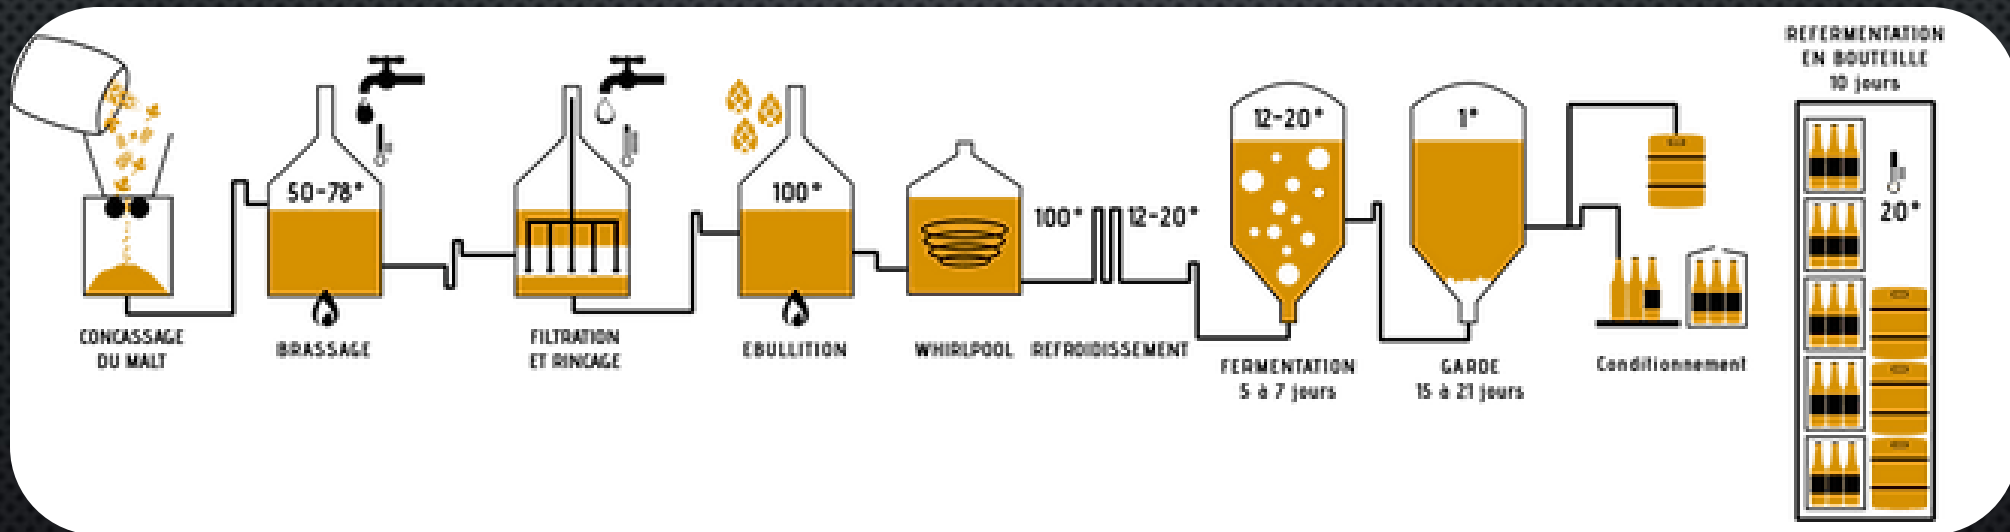 CONCASSAGE
DU MALT
50-78°
BRASSAGE
FILTRATION
ET RINCAGE
100°
EBULLITION
WHIRLPOOL
100°
12-20°
REFROIDISSEMENT
12-20°
FERMENTATION
5 à 7 jours
1°
GARDE
15 à 21 jours
Conditionnement
REFERMENTATION
EN BOUTEILLE
10 jours
20°